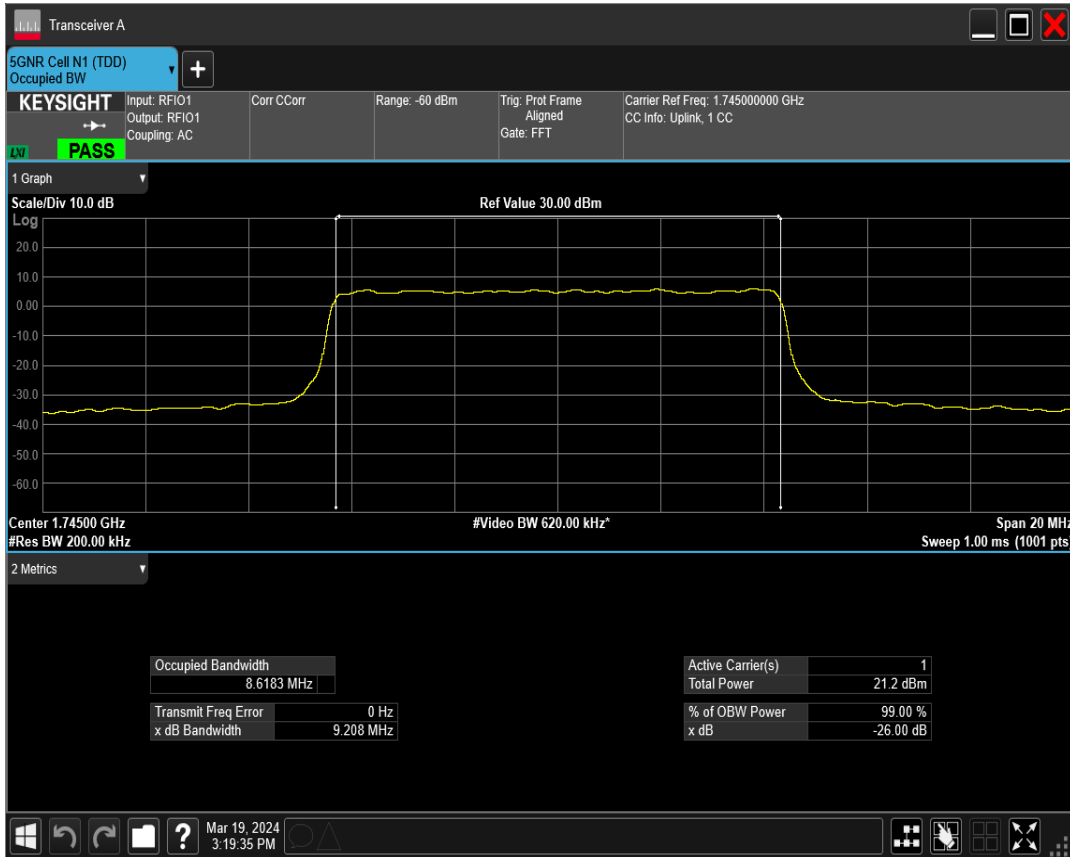 Transceiver A
5GNR Cell N1 (TDD)
Occupied BW
+
KEYSIGHT
LXI
PASS
Input: RFIO1
Output: RFIO1
Coupling: AC
Corr CCorr
Range: -60 dBm
Trig: Prot Frame
Aligned
Gate: FFT
Carrier Ref Freq: 1.745000000 GHz
CC Info: Uplink, 1 CC
1 Graph
Scale/Div 10.0 dB
Ref Value 30.00 dBm
Log
20.0
10.0
0.00
-10.0
-20.0
-30.0
-40.0
-50.0
-60.0
Center 1.74500 GHz
#Video BW 620.00 kHz*
Span 20 MHz
#Res BW 200.00 kHz
Sweep 1.00 ms (1001 pts)
2 Metrics
Occupied Bandwidth
8.6183 MHz
Transmit Freq Error 0 Hz
x dB Bandwidth 9.208 MHz
Active Carrier(s) 1
Total Power 21.2 dBm
% of OBW Power 99.00 %
x dB -26.00 dB
?
Mar 19, 2024
3:19:35 PM